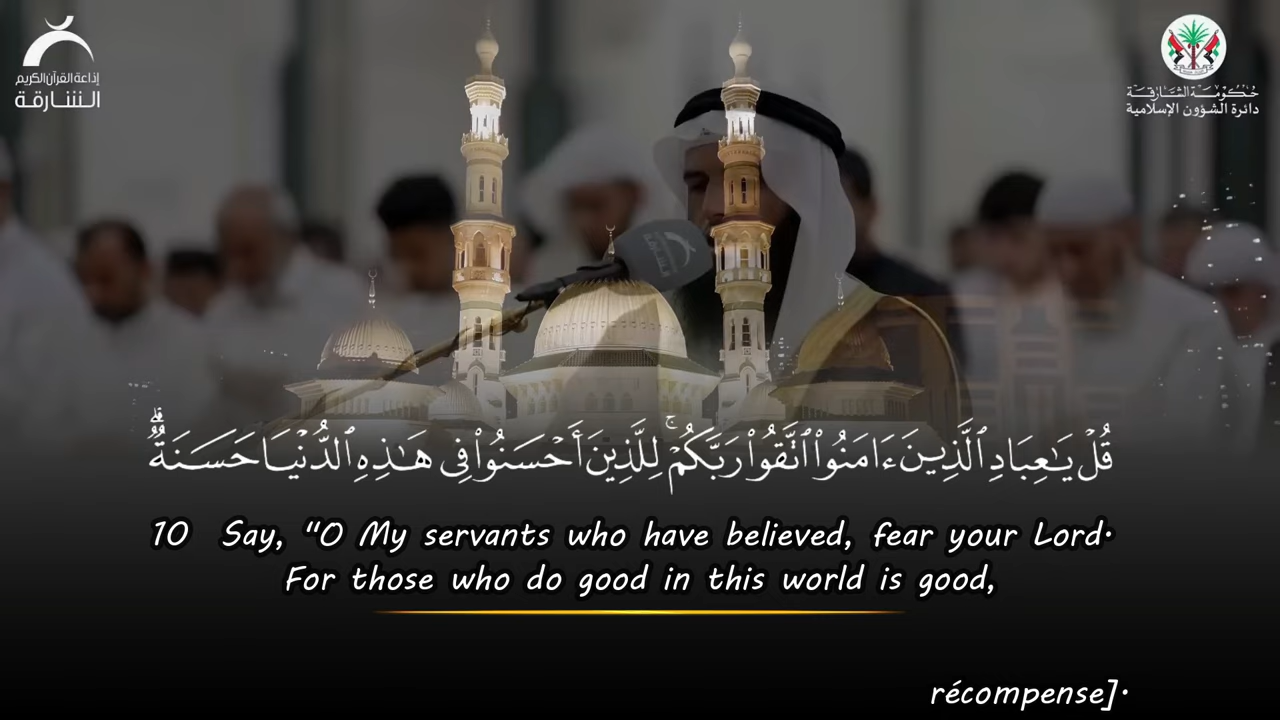 إذاعة القرآن الكريم
الشارقة
حكومة الشارقة
دائرة الشؤون الإسلامية
الشارقة
قُلْ يَـٰعِبَادِ ٱلَّذِينَ ءَامَنُوا۟ ٱتَّقُوا۟ رَبَّكُمْ ۚ لِلَّذِينَ أَحْسَنُوا۟ فِى هَـٰذِهِ ٱلدُّنْيَا حَسَنَةٌ ۗ
10 Say, “O My servants who have believed, fear your Lord.
For those who do good in this world is good,
récompense].